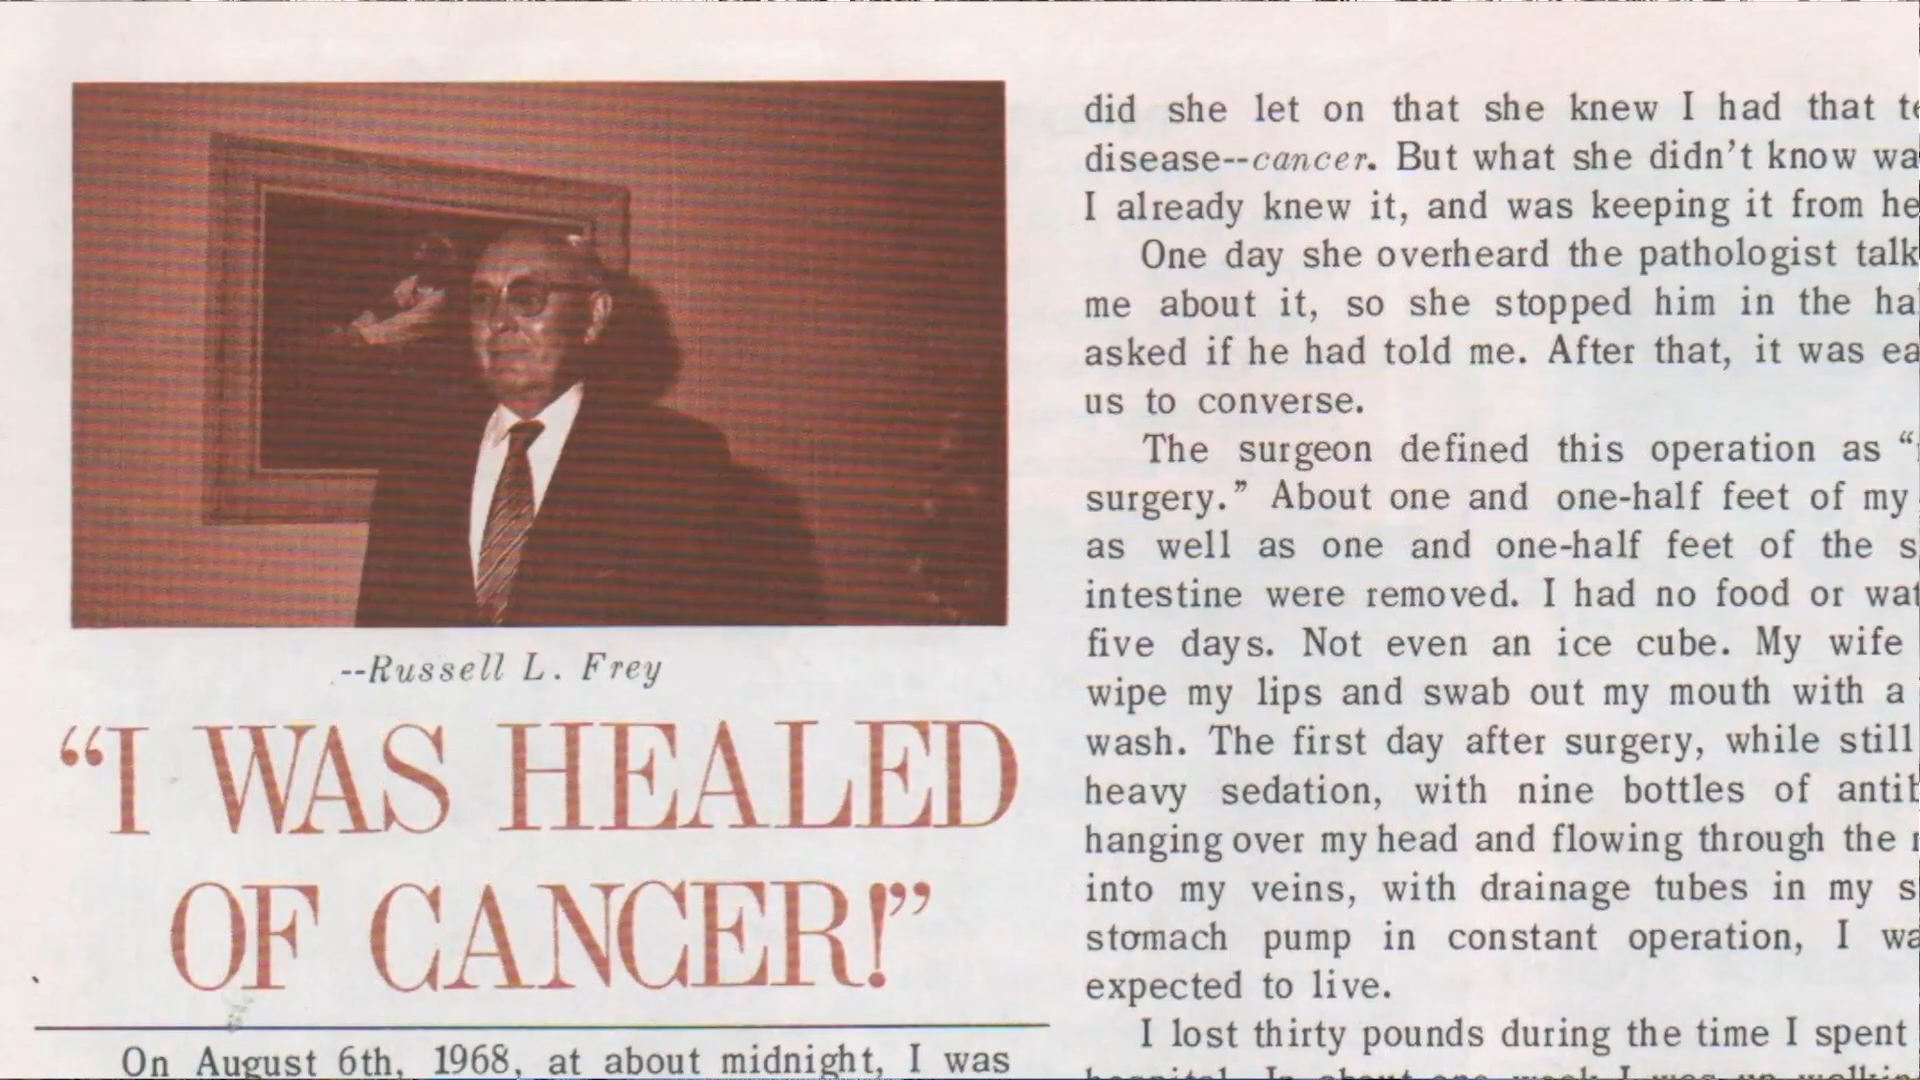 --Russell L. Frey
“I WAS HEALED
OF CANCER!”
On August 6th, 1968, at about midnight, I was
did she let on that she knew I had that
disease--cancer. But what she didn’t know
I already knew it, and was keeping it from
One day she overheard the pathologist
me about it, so she stopped him in the
asked if he had told me. After that, it was
us to converse.
The surgeon defined this operation as
surgery.” About one and one-half feet of my
as well as one and one-half feet of the
intestine were removed. I had no food or
five days. Not even an ice cube. My wife
wipe my lips and swab out my mouth with a
wash. The first day after surgery, while still
heavy sedation, with nine bottles of
hanging over my head and flowing through the
into my veins, with drainage tubes in my
stomach pump in constant operation, I
expected to live.
I lost thirty pounds during the time I spent
hospital. In about one week I was up